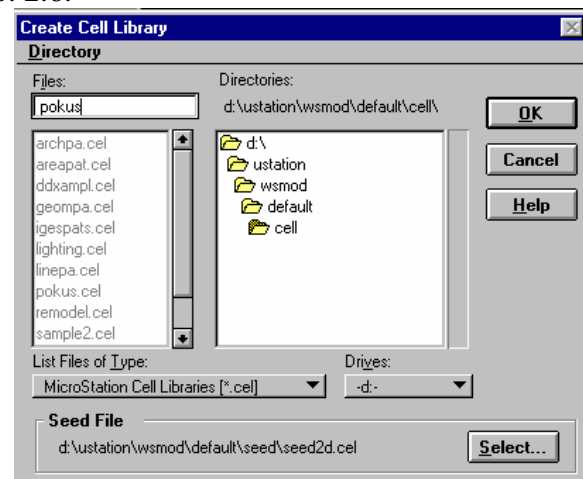 Create Cell Library
Directory
Files:
Directories:
pokus
d:\ustation\wsmod\default\cell\
OK
archpa.cel
areapat.cel
ddxampl.cel
geompa.cel
igespats.cel
lighting.cel
linepa.cel
pokus.cel
remodel.cel
sample2.cel
d:\
ustation
wsmod
default
cell
Cancel
Help
List Files of Type:
Drives:
MicroStation Cell Libraries [*.cel]
-d:-
Seed File
d:\ustation\wsmod\default\seed\seed2d.cel
Select...